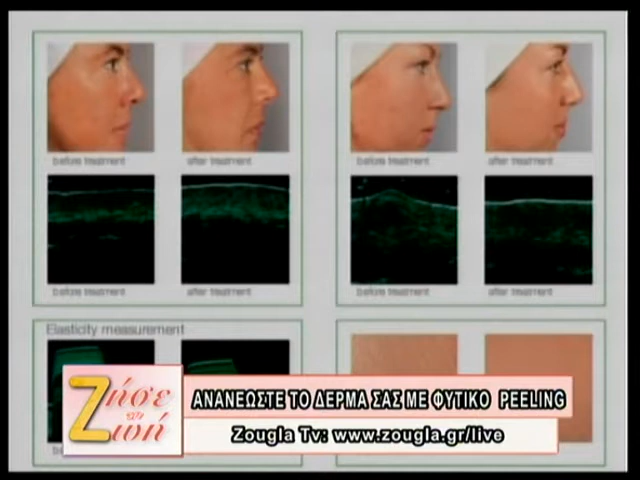 before treatment
after treatment
before treatment
after treatment
before treatment
after treatment
before treatment
after treatment
Elasticity measurement
Ζήσε
την
Ζωή
ΑΝΑΝΕΩΣΤΕ ΤΟ ΔΕΡΜΑ ΣΑΣ ΜΕ ΦΥΤΙΚΟ PEELING
Zougla Tv: www.zougla.gr/live